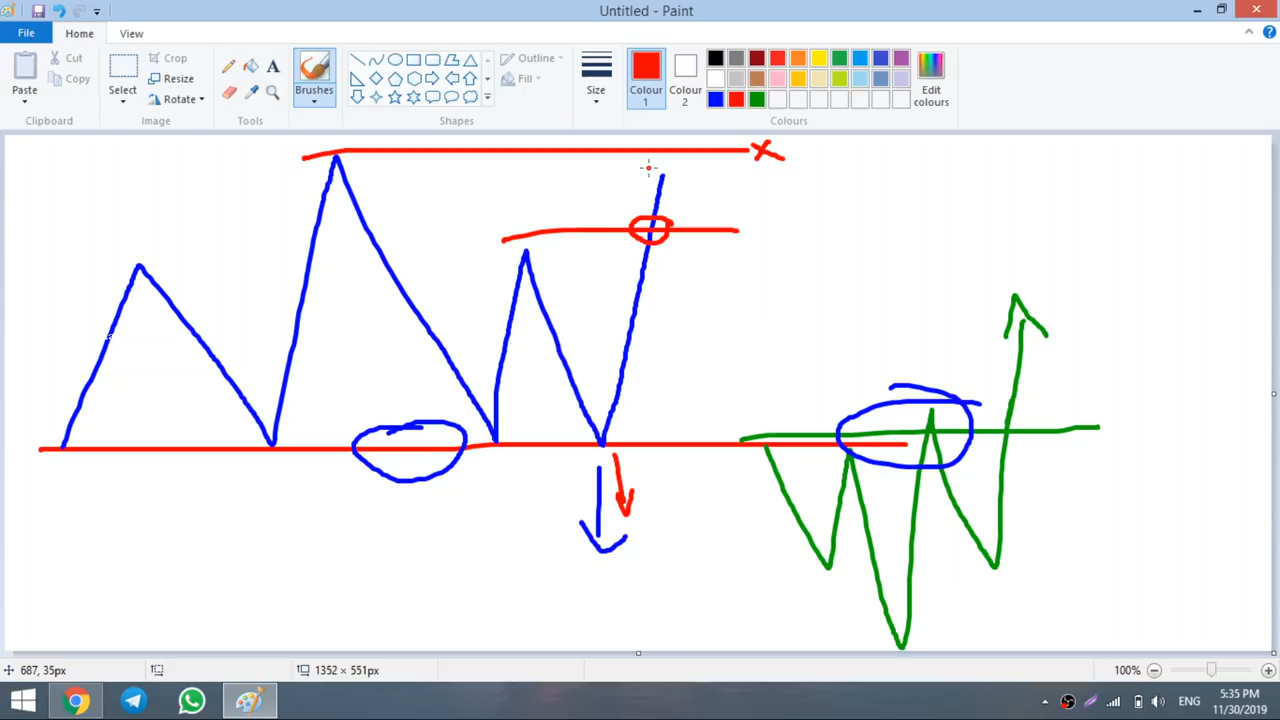 Untitled - Paint
File
Home
View
Paste
Cut
Copy
Clipboard
Select
Crop
Resize
Rotate
Image
A
Tools
Brushes
Outline
Fill
Shapes
Size
Colour 1
Colour 2
Edit colours
Colours
687, 35px
1352 × 551px
100%
ENG
5:35 PM
11/30/2019